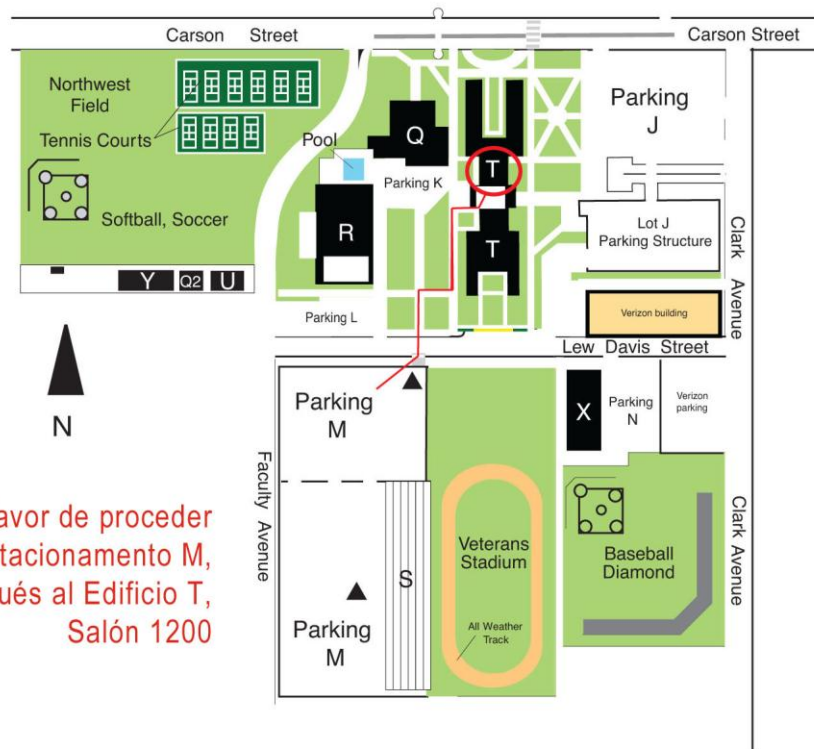 Carson Street
Carson Street
Northwest
Field
Tennis Courts
Pool
Softball, Soccer
Q
T
Parking K
R
T
Parking
J
Lot J
Parking Structure
Clark Avenue
Y
Q2
U
Parking L
Verizon building
Lew Davis Street
N
Parking
M
X
Parking
N
Verizon
parking
Faculty Avenue
S
Veterans
Stadium
All Weather
Track
Baseball
Diamond
Clark Avenue
Parking
M
avor de proceder
tacionamento M,
ués al Edificio T,
Salón 1200